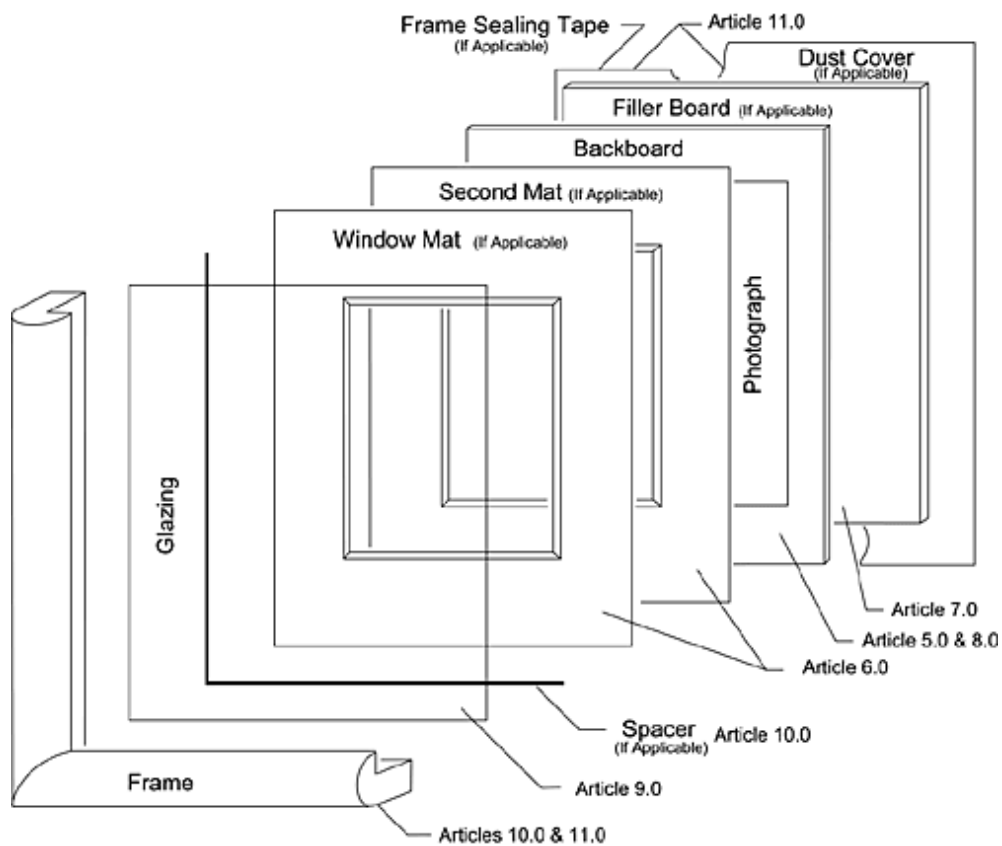 Frame Sealing Tape
(If Applicable)
Article 11.0
Dust Cover
(If Applicable)
Filler Board (If Applicable)
Backboard
Second Mat (If Applicable)
Window Mat (If Applicable)
Photograph
Glazing
Article 7.0
Article 5.0 & 8.0
Article 6.0
Spacer
(If Applicable)
Article 10.0
Article 9.0
Frame
Articles 10.0 & 11.0